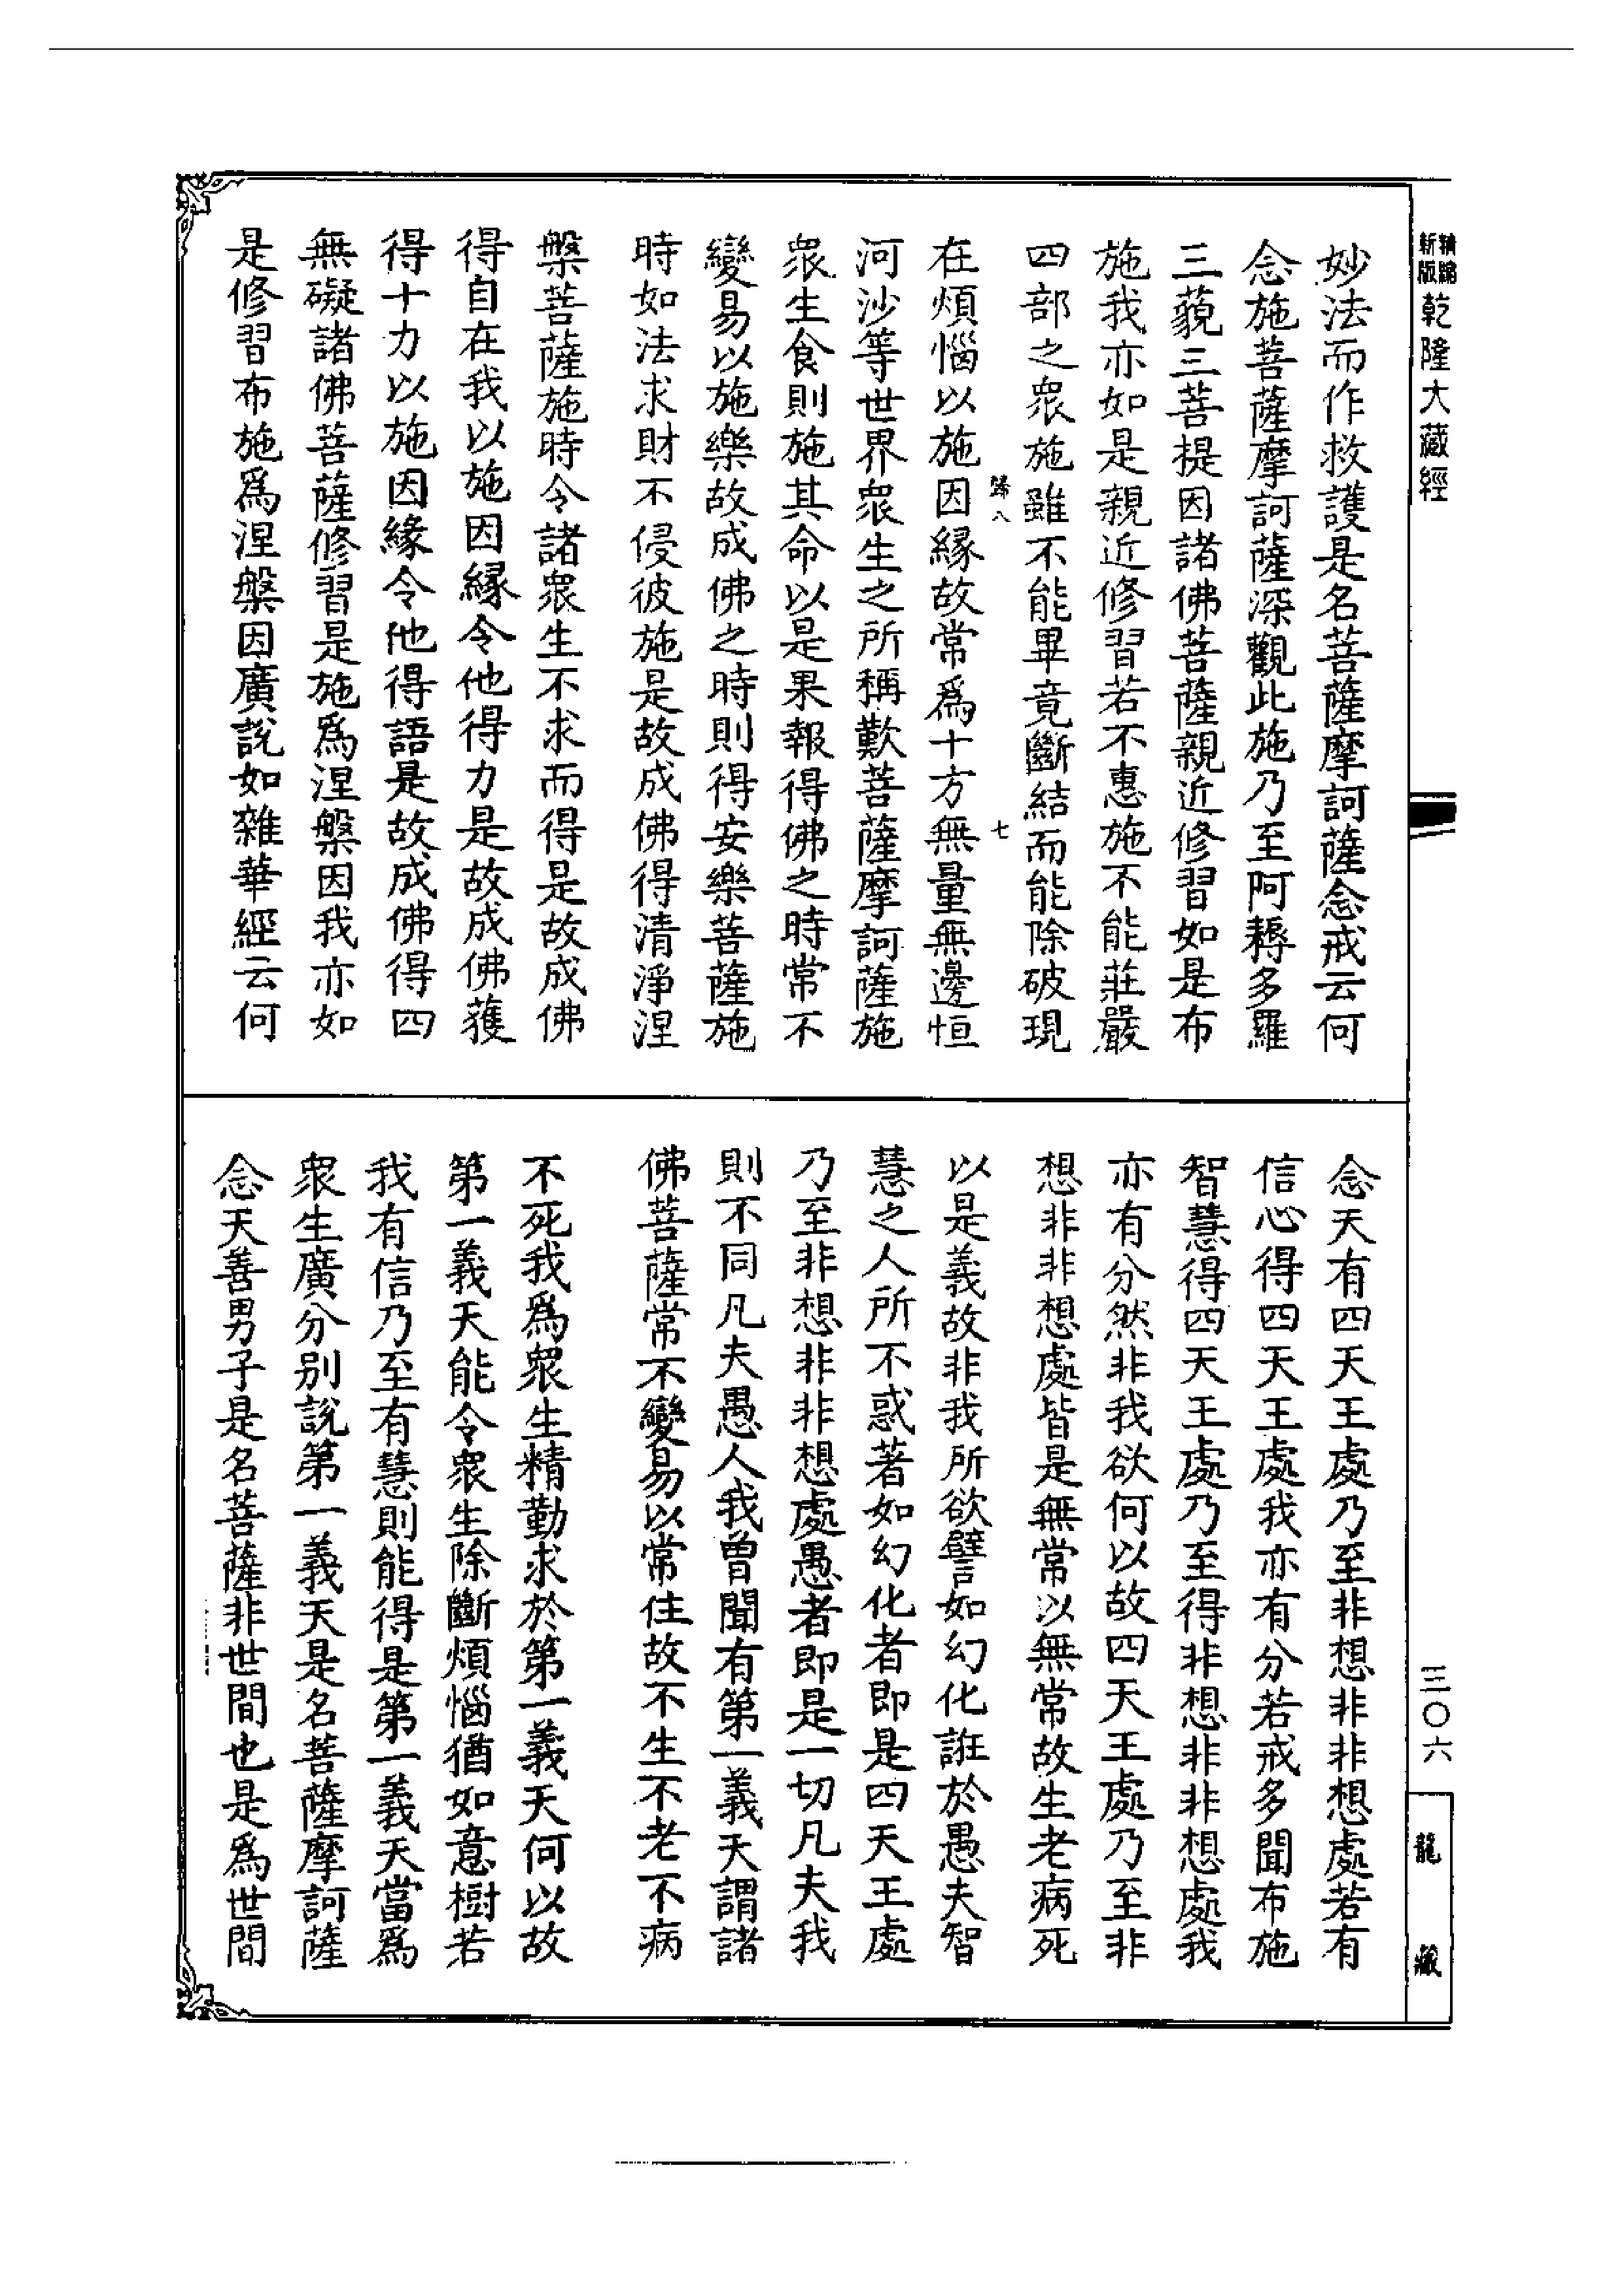 新編
新版
乾隆大藏經
妙法而作救護是名菩薩摩訶薩念戒云何
念施菩薩摩訶薩深觀此施乃至阿耨多羅
三藐三菩提因諸佛菩薩親近修習如是布
施我亦如是親近修習若不惠施不能莊嚴
四部之衆施雖不能畢竟斷結而能除破現
歸八
七
在煩惱以施因緣故常爲十方無量無邊恒
河沙等世界衆生之所稱歎菩薩摩訶薩施
衆生食則施其命以是果報得佛之時常不
變易以施樂故成佛之時則得安樂菩薩施
時如法求財不侵彼施是故成佛得清淨涅
槃菩薩施時令諸衆生不求而得是故成佛
得自在我以施因緣令他得力是故成佛獲
得十力以施因緣令他得語是故成佛得四
無礙諸佛菩薩修習是施爲涅槃因我亦如
是修習布施爲涅槃因廣說如雜華經云何
念天有四天王處乃至非想非非想處若有
信心得四天王處我亦有分若戒多聞布施
智慧得四天王處乃至得非想非非想處我
亦有分然非我欲何以故四天王處乃至非
想非非想處皆是無常以無常故生老病死
以是義故非我所欲譬如幻化誑於愚夫智
慧之人所不惑著如幻化者即是四天王處
乃至非想非非想處愚者即是一切凡夫我
則不同凡夫愚人我曾聞有第一義天謂諸
佛菩薩常不變易以常住故不生不老不病
不死我爲衆生精勤求於第一義天何以故
第一義天能令衆生除斷煩惱猶如意樹若
我有信乃至有慧則能得是第一義天當爲
衆生廣分别說第一義天是名菩薩摩訶薩
念天善男子是名菩薩非世間也是爲世間
三〇六
龍藏